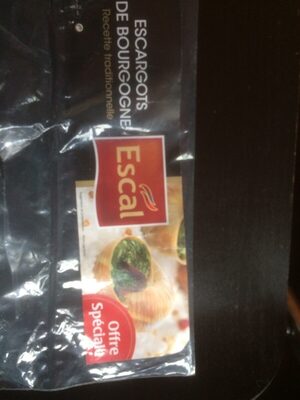 ESCARGOTS
DE BOURGOGNE
Recette traditionnelle
Escal
Offre
Spéciale